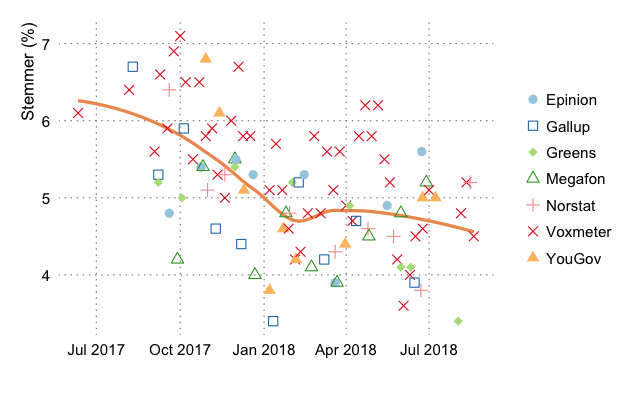 Stemmer (%)
7
6
5
4
Jul 2017
Oct 2017
Jan 2018
Apr 2018
Jul 2018
Epinion
Gallup
Greens
Megafon
Norstat
Voxmeter
YouGov